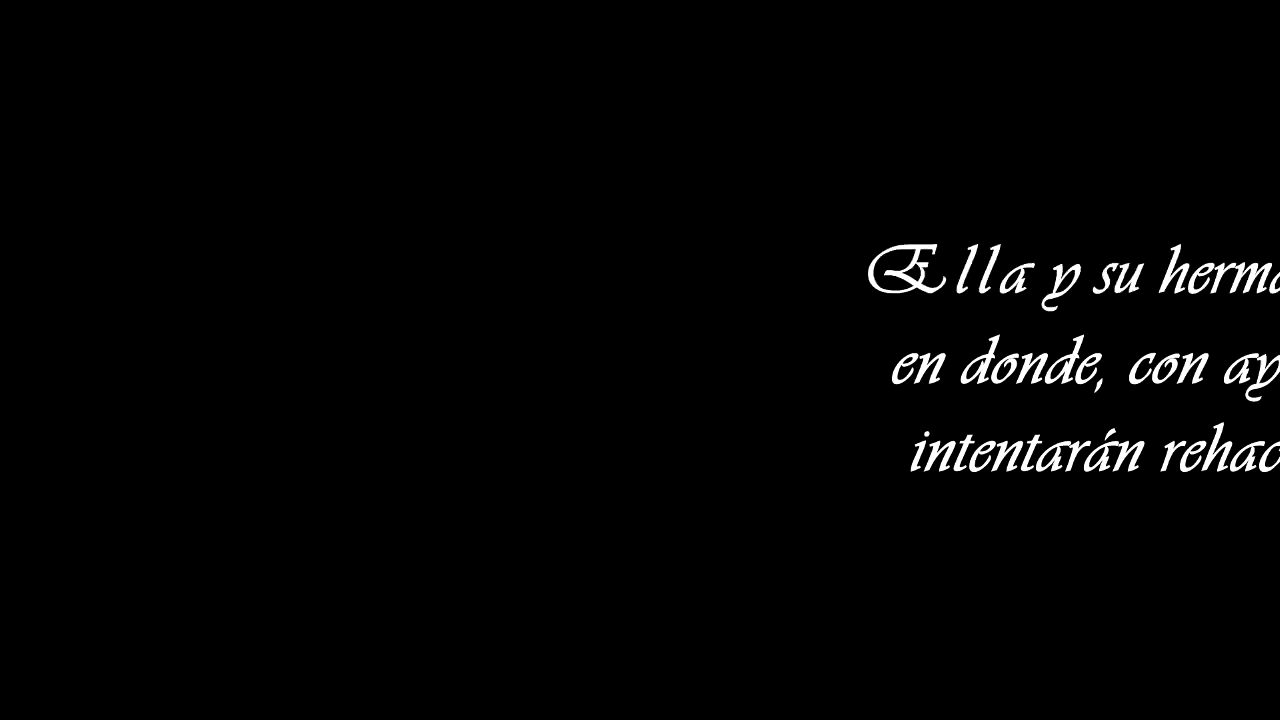 Ella y su herma
en donde, con ay
intentarán rehac